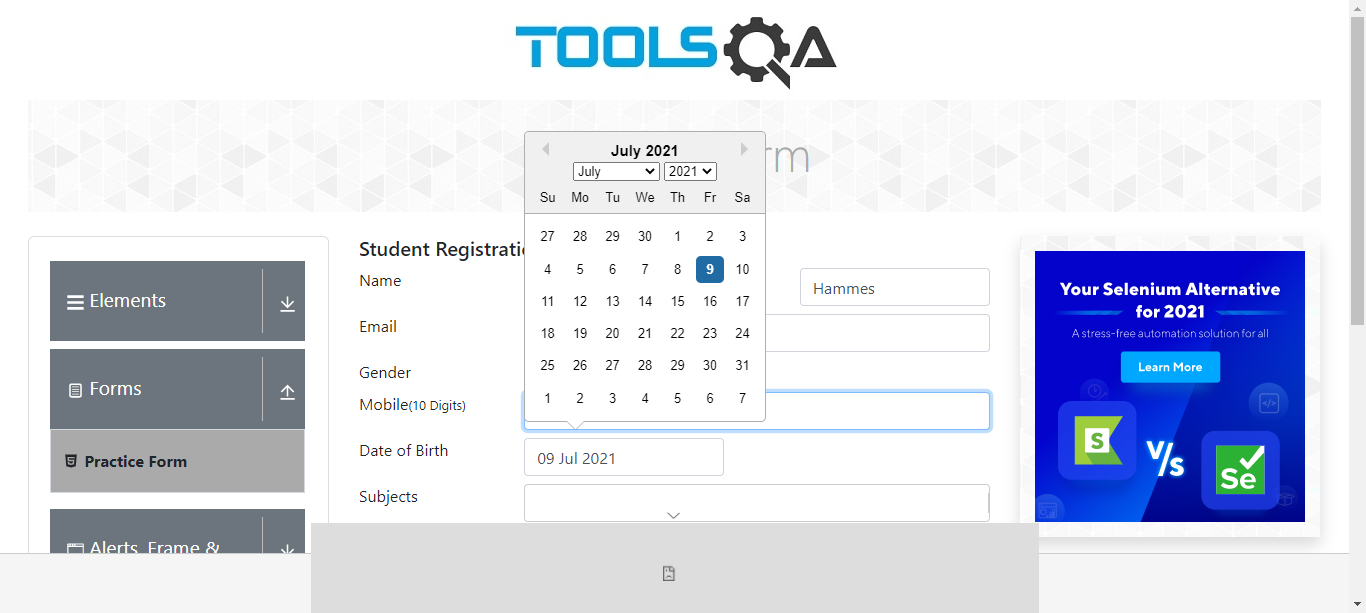 TOOLSQA
rm
July 2021
July
2021
Su Mo Tu We Th Fr Sa
27 28 29 30 1 2 3
4 5 6 7 8 9 10
11 12 13 14 15 16 17
18 19 20 21 22 23 24
25 26 27 28 29 30 31
1 2 3 4 5 6 7
Elements
Forms
Practice Form
Alerts, Frame &
Student Registrati
Name
Hammes
Email
Gender
Mobile(10 Digits)
Date of Birth
09 Jul 2021
Subjects
Your Selenium Alternative
for 2021
A stress-free automation solution for all
Learn More
S
V/s
Se